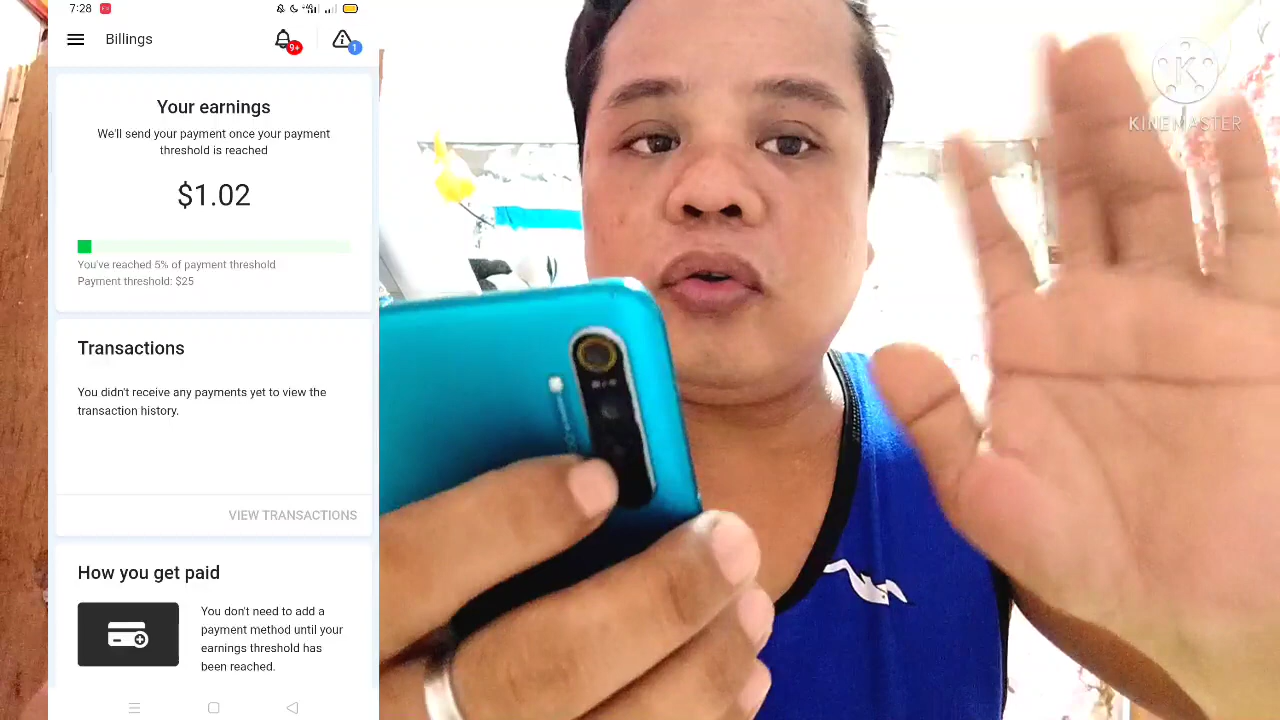 7:28
Billings
9+
1
Your earnings
We'll send your payment once your payment
threshold is reached
$1.02
You've reached 5% of payment threshold
Payment threshold: $25
Transactions
You didn't receive any payments yet to view the
transaction history.
VIEW TRANSACTIONS
How you get paid
You don't need to add a
payment method until your
earnings threshold has
been reached.
K
KINEMASTER